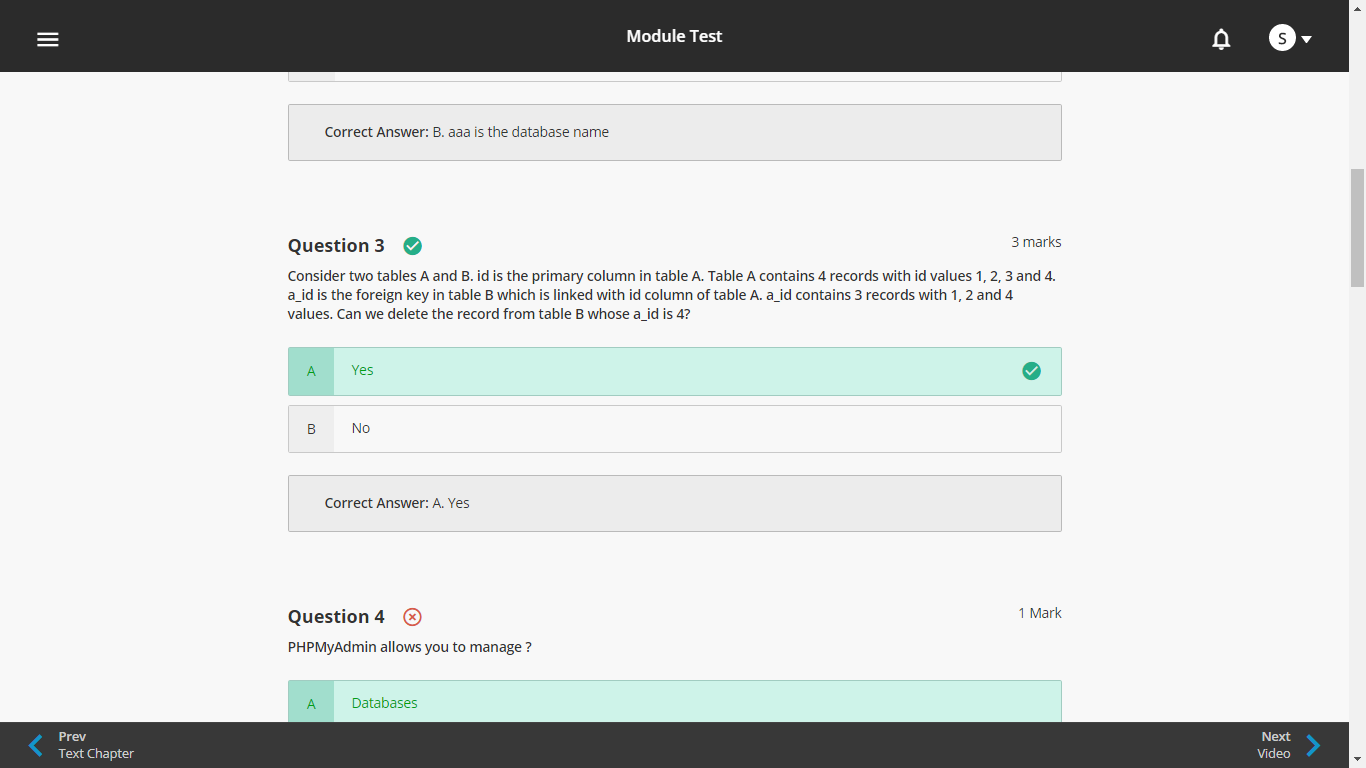 Module Test
S
Correct Answer: B. aaa is the database name
Question 3
3 marks
Consider two tables A and B. id is the primary column in table A. Table A contains 4 records with id values 1, 2, 3 and 4.
a_id is the foreign key in table B which is linked with id column of table A. a_id contains 3 records with 1, 2 and 4
values. Can we delete the record from table B whose a_id is 4?
A Yes
B No
Correct Answer: A. Yes
Question 4
1 Mark
PHPMyAdmin allows you to manage ?
A Databases
Prev
Text Chapter
Next
Video